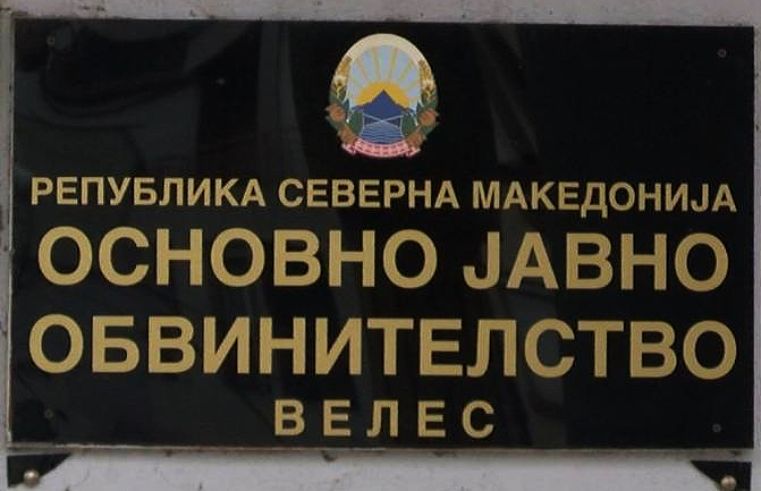 РЕПУБЛИКА СЕВЕРНА МАКЕДОНИЈА
ОСНОВНО ЈАВНО
ОБВИНИТЕЛСТВО
ВЕЛЕС